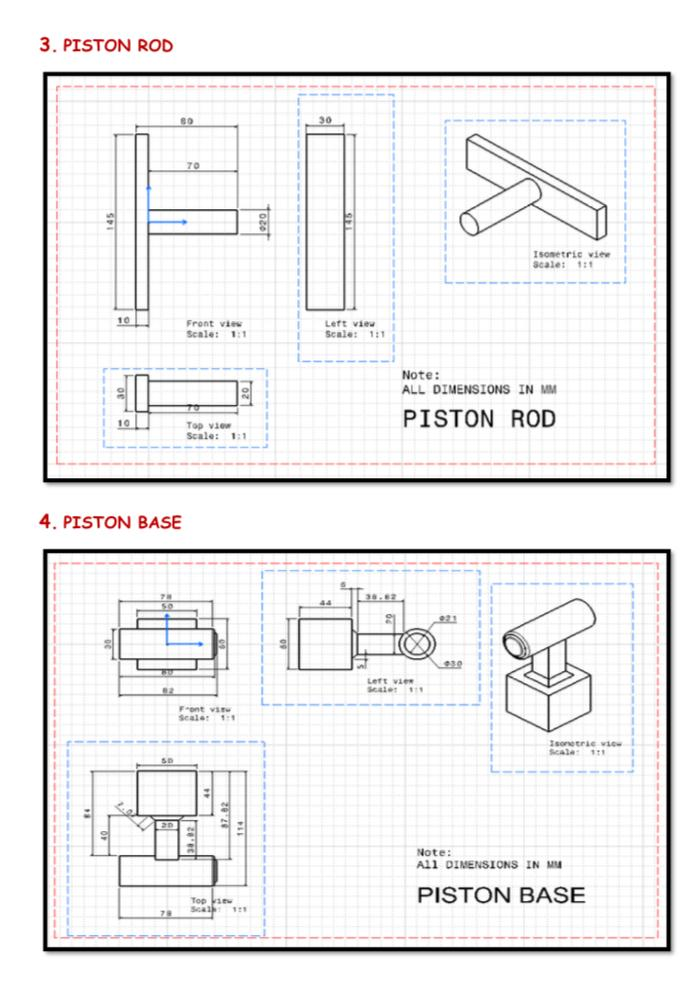 3. PISTON ROD
80
70
145
ø20
10
Front view
Scale: 1:1
30
145
Left view
Scale: 1:1
Isometric view
Scale: 1:1
30
20
70
10
Top view
Scale: 1:1
Note:
ALL DIMENSIONS IN MM
PISTON ROD
4. PISTON BASE
78
50
30
60
80
82
Front view
Scale: 1:1
6
44
38.82
20
ø21
60
ø30
5
Left view
Scale: 1:1
Isometric view
Scale: 1:1
50
84
44
87.82
114
20
40
38.82
Top view
Scale: 1:1
78
Note:
All DIMENSIONS IN MM
PISTON BASE